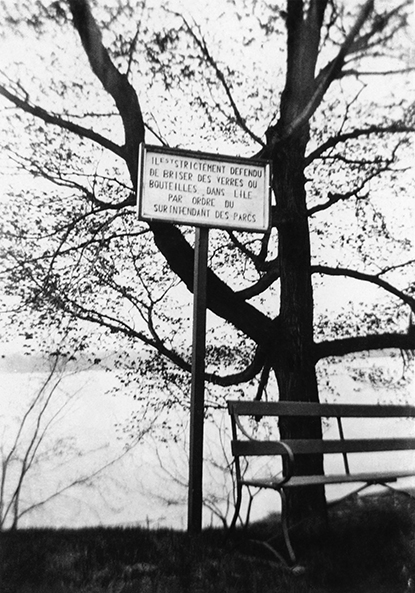 IL EST STRICTEMENT DEFENDU
DE BRISER DES VERRES OU
BOUTEILLES DANS L'ILE
PAR ORDRE DU
SURINTENDANT DES PARCS